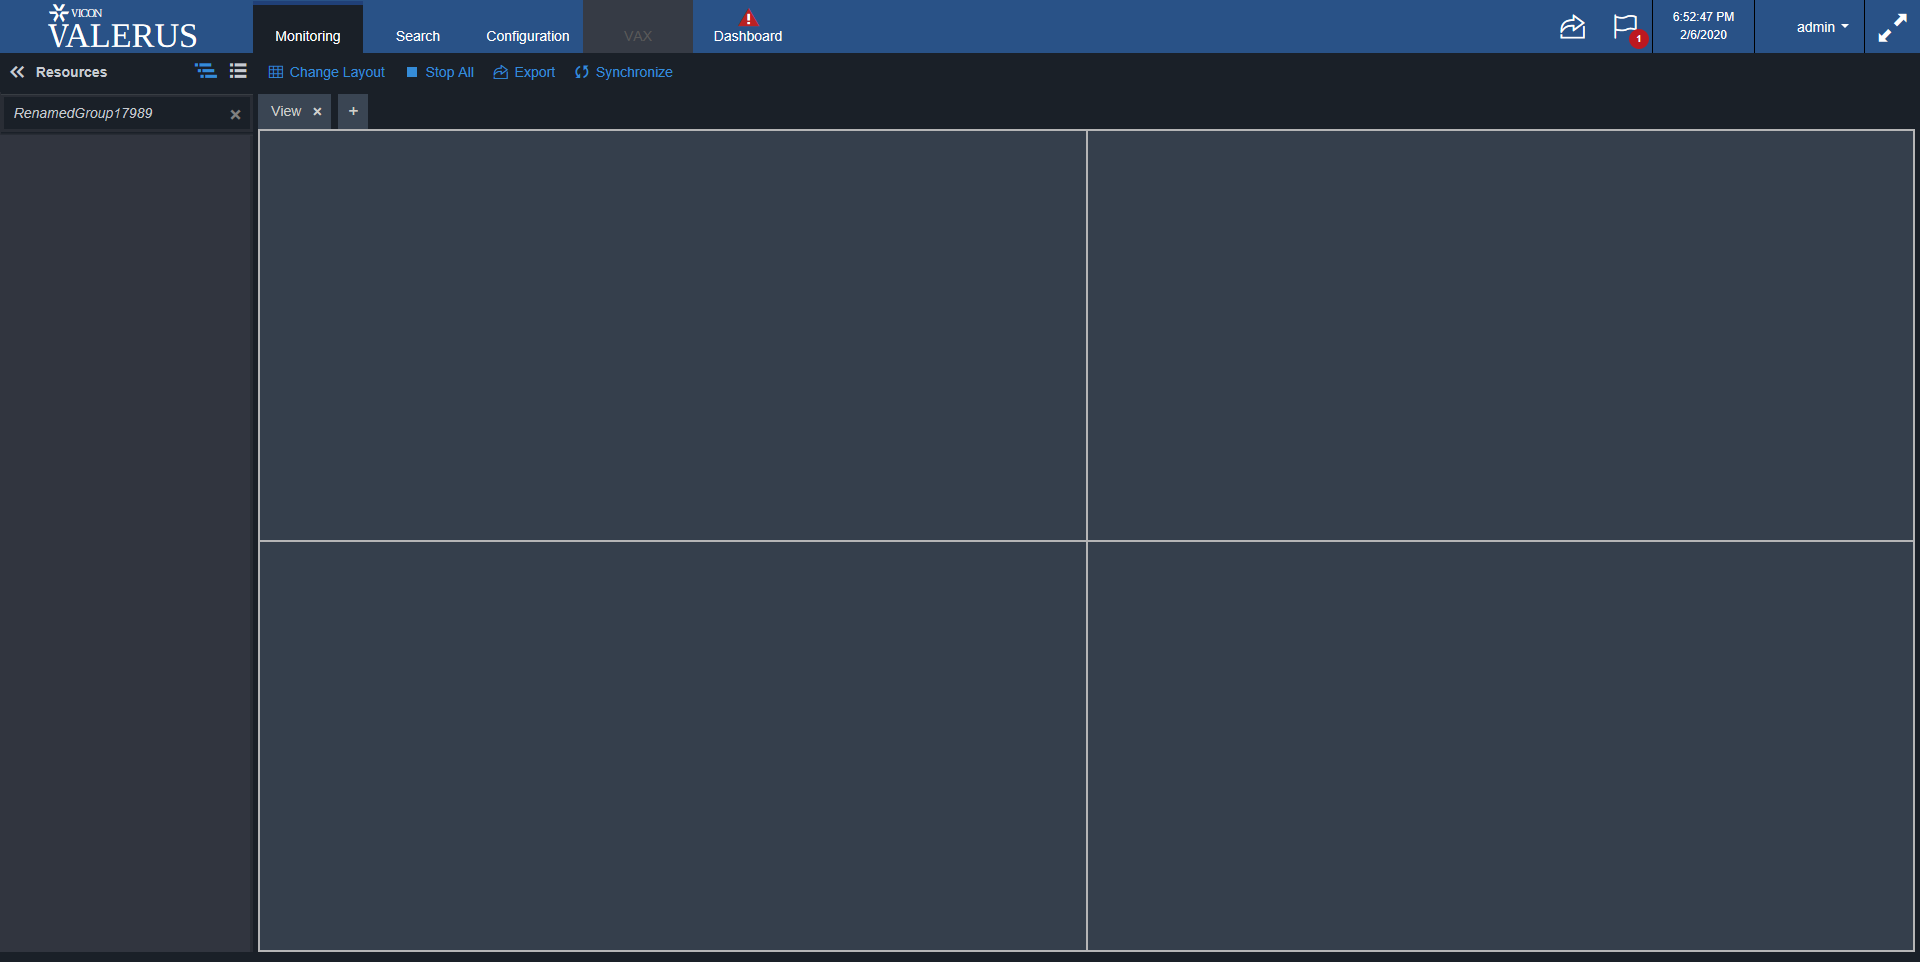 VICON
VALERUS
Monitoring
Search
Configuration
VAX
Dashboard
1
6:52:47 PM
2/6/2020
admin
Resources
Change Layout
Stop All
Export
Synchronize
RenamedGroup17989
View
+